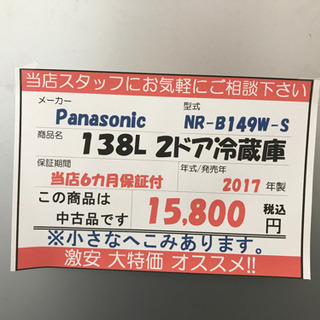 当店スタッフにお気軽にご相談下さい
メーカー 型式
Panasonic NR-B149W-S
商品名 138L 2ドア冷蔵庫
保証期間 年式/発売年
当店6カ月保証付 2017 年製
この商品は
中古品です 15,800 税込 円
※小さなへこみあります。
激安 大特価 オススメ!!